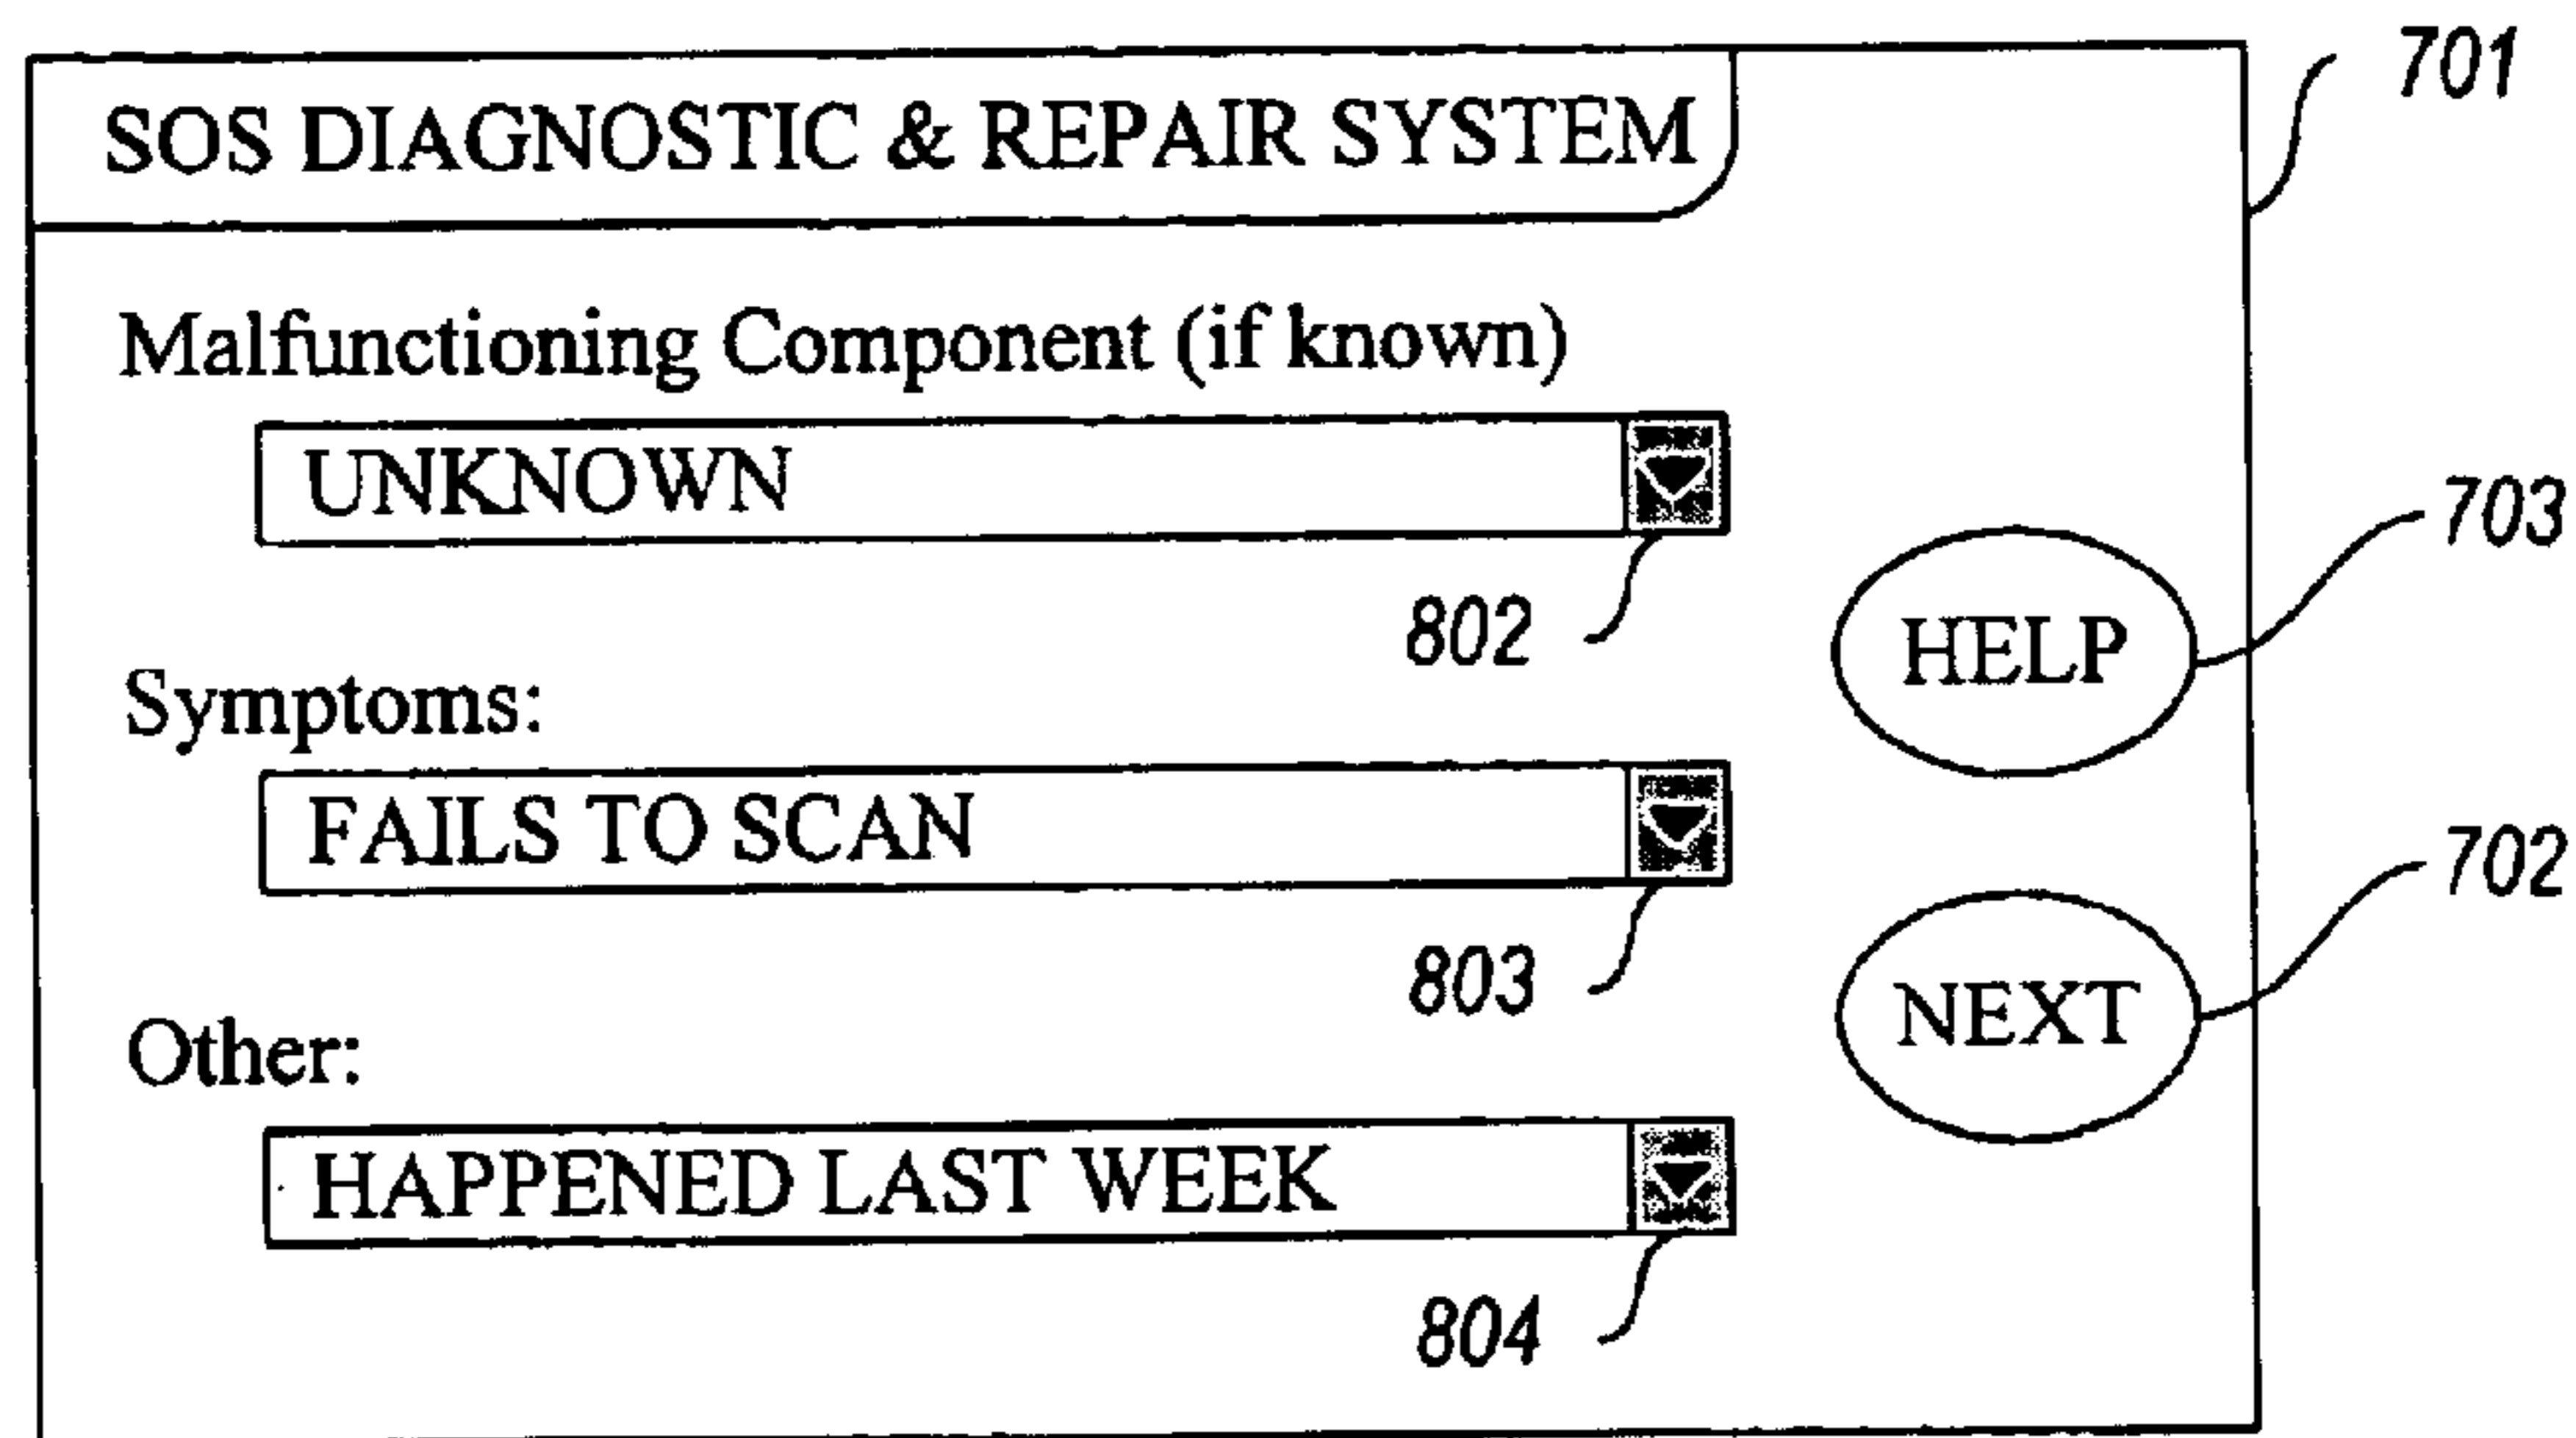 701
SOS DIAGNOSTIC & REPAIR SYSTEM
Malfunctioning Component (if known)
UNKNOWN
802
703
HELP
Symptoms:
FAILS TO SCAN
803
702
NEXT
Other:
HAPPENED LAST WEEK
804